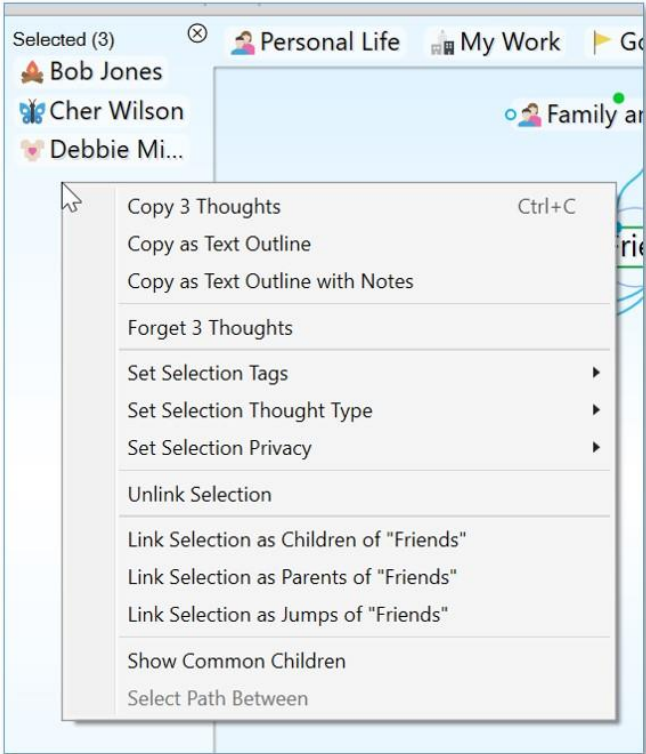 Selected (3)
Personal Life
My Work
Bob Jones
Cher Wilson
Debbie Mi...
Family
Copy 3 Thoughts Ctrl+C
Copy as Text Outline
Copy as Text Outline with Notes
Forget 3 Thoughts
Set Selection Tags
Set Selection Thought Type
Set Selection Privacy
Unlink Selection
Link Selection as Children of "Friends"
Link Selection as Parents of "Friends"
Link Selection as Jumps of "Friends"
Show Common Children
Select Path Between